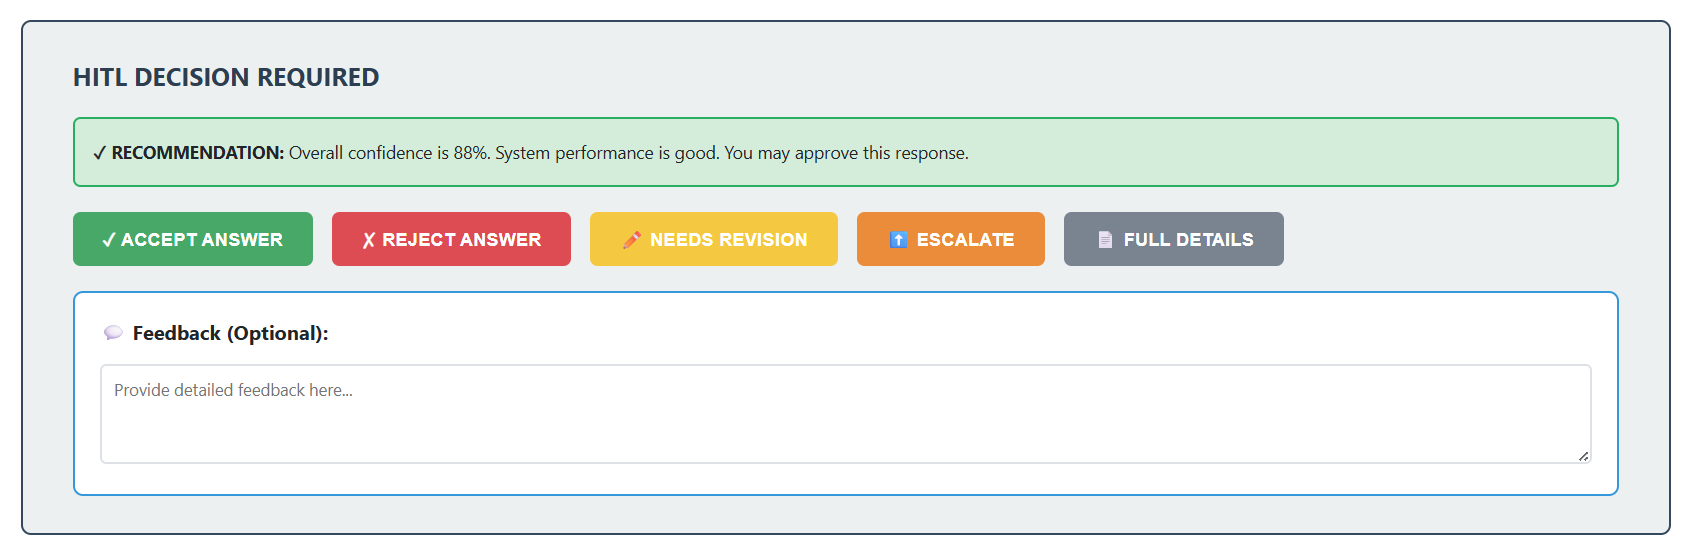 HITL DECISION REQUIRED
✓ RECOMMENDATION: Overall confidence is 88%. System performance is good. You may approve this response.
✓ ACCEPT ANSWER
✗ REJECT ANSWER
✏️ NEEDS REVISION
⬆️ ESCALATE
📄 FULL DETAILS
💬 Feedback (Optional):
Provide detailed feedback here...